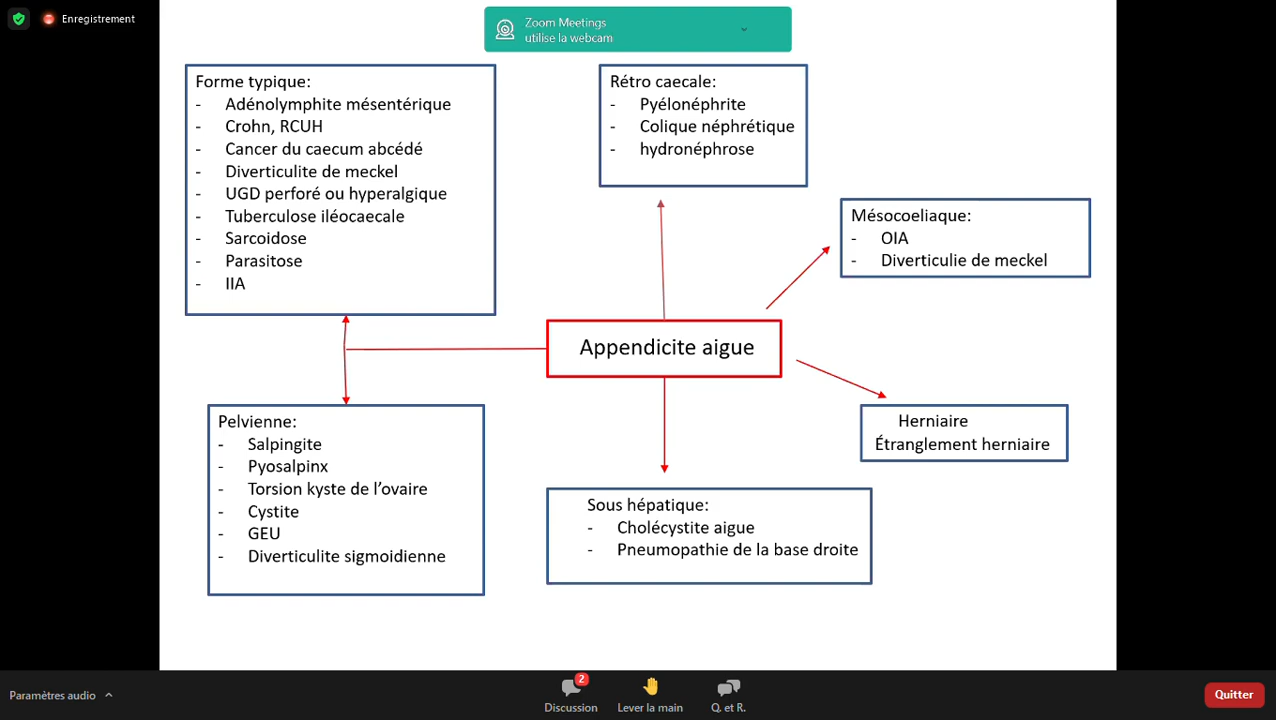 Enregistrement
Zoom Meetings
utilise la webcam
Forme typique:
- Adénolymphite mésentérique
- Crohn, RCUH
- Cancer du caecum abcédé
- Diverticulite de meckel
- UGD perforé ou hyperalgique
- Tuberculose iléocaecale
- Sarcoidose
- Parasitose
- IIA
Rétro caecale:
- Pyélonéphrite
- Colique néphrétique
- hydronéphrose
Mésocoeliaque:
- OIA
- Diverticulie de meckel
Appendicite aigue
Pelvienne:
- Salpingite
- Pyosalpinx
- Torsion kyste de l’ovaire
- Cystite
- GEU
- Diverticulite sigmoidienne
Herniaire
Étranglement herniaire
Sous hépatique:
- Cholécystite aigue
- Pneumopathie de la base droite
Paramètres audio
2
Discussion
Lever la main
Q. et R.
Quitter